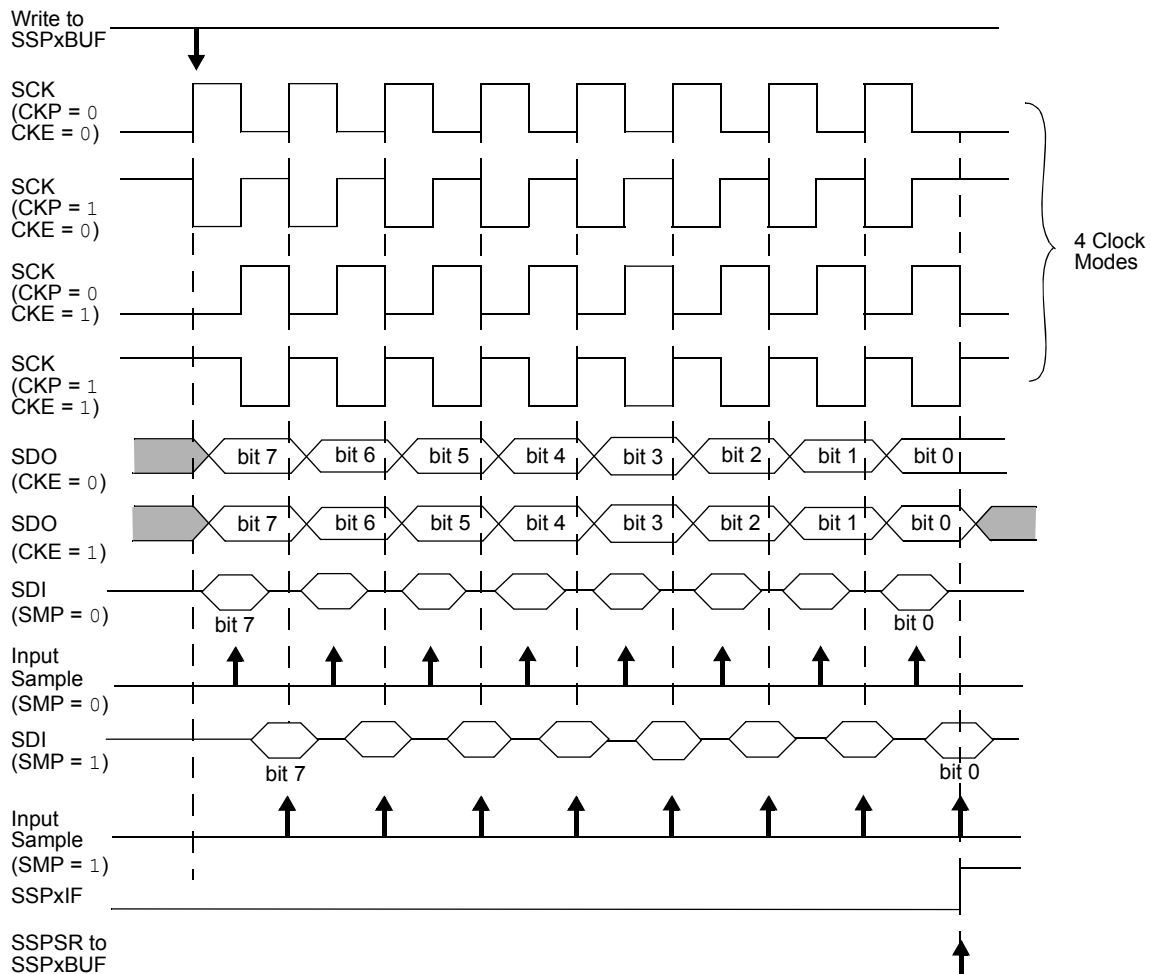 Write to
SSPxBUF
SCK
(CKP = 0
CKE = 0)
SCK
(CKP = 1
CKE = 0)
SCK
(CKP = 0
CKE = 1)
SCK
(CKP = 1
CKE = 1)
4 Clock
Modes
SDO
(CKE = 0)
bit 7 bit 6 bit 5 bit 4 bit 3 bit 2 bit 1 bit 0
SDO
(CKE = 1)
bit 7 bit 6 bit 5 bit 4 bit 3 bit 2 bit 1 bit 0
SDI
(SMP = 0)
bit 7 bit 0
Input
Sample
(SMP = 0)
SDI
(SMP = 1)
bit 7 bit 0
Input
Sample
(SMP = 1)
SSPxIF
SSPSR to
SSPxBUF